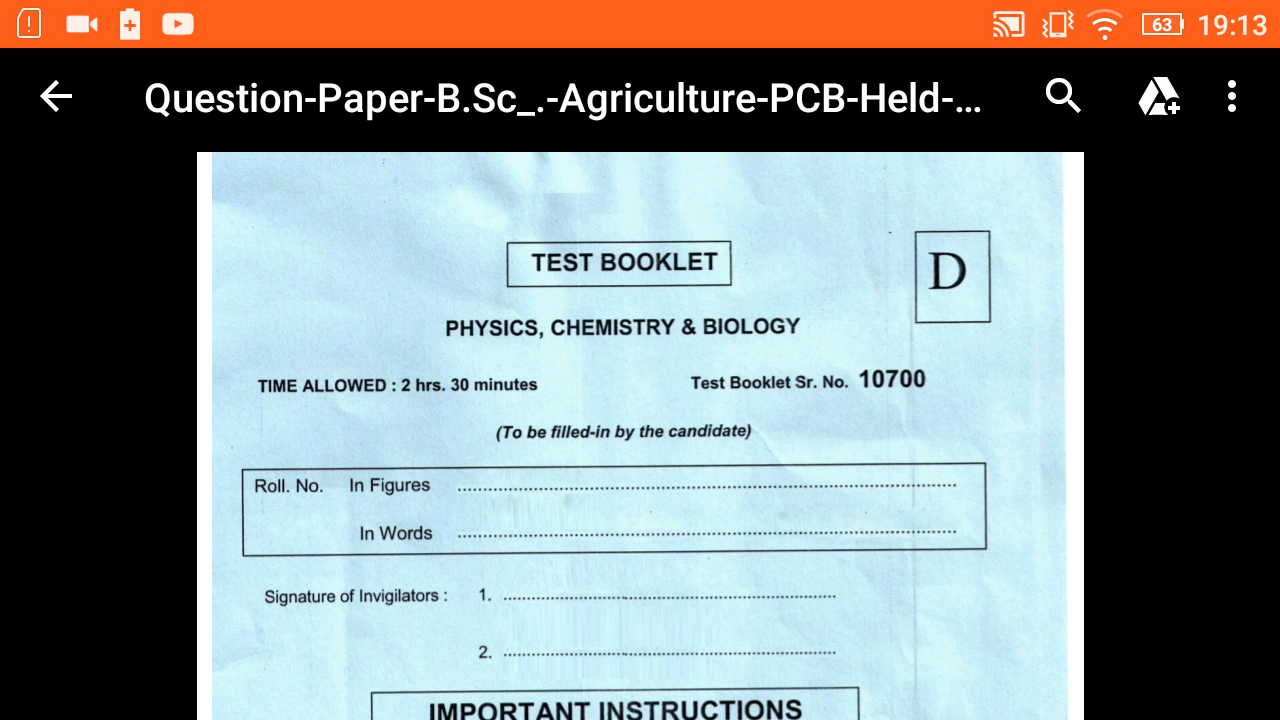 63 19:13
Question-Paper-B.Sc_.-Agriculture-PCB-Held-...
TEST BOOKLET
D
PHYSICS, CHEMISTRY & BIOLOGY
TIME ALLOWED : 2 hrs. 30 minutes Test Booklet Sr. No. 10700
(To be filled-in by the candidate)
Roll. No. In Figures ................................................................
In Words ................................................................
Signature of Invigilators : 1. ................................................
2. ................................................
IMPORTANT INSTRUCTIONS